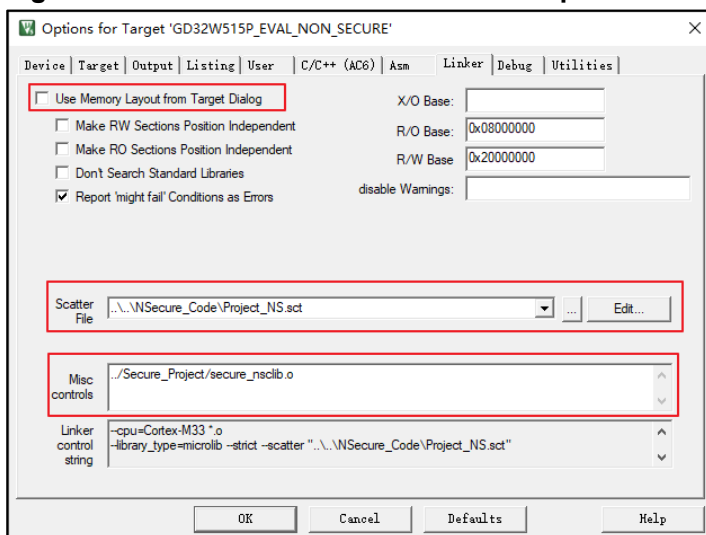 Options for Target 'GD32W515P_EVAL_NON_SECURE'
Device Target Output Listing User C/C++ (AC6) Asm Linker Debug Utilities
Use Memory Layout from Target Dialog
X/O Base:
Make RW Sections Position Independent
R/O Base: 0x08000000
Make RO Sections Position Independent
R/W Base 0x20000000
Don't Search Standard Libraries
disable Warnings:
Report 'might fail' Conditions as Errors
Scatter File
..\..\NSecure_Code\Project_NS.sct
... Edit...
Misc controls
../Secure_Project/secure_nsclib.o
Linker control string
--cpu=Cortex-M33 *.o
--library_type=microlib --strict --scatter "..\..\NSecure_Code\Project_NS.sct"
OK Cancel Defaults Help